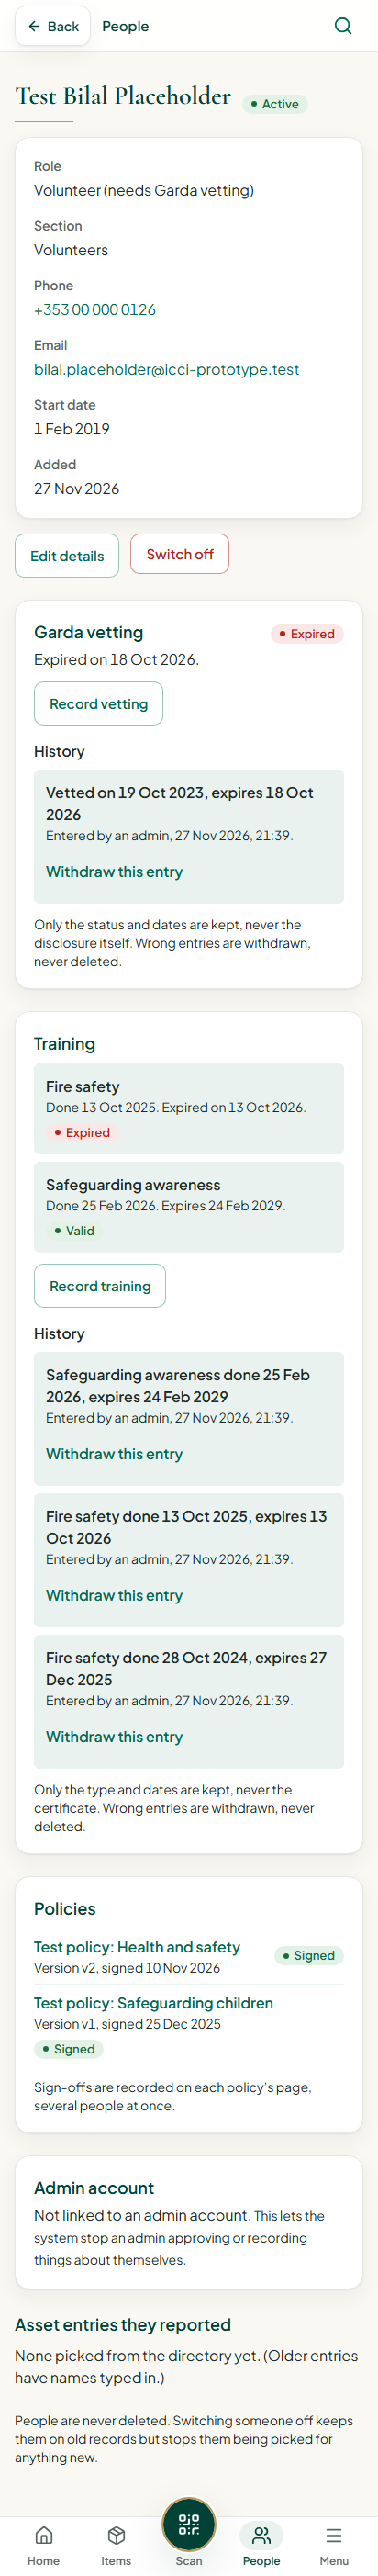 Back People
Test Bilal Placeholder Active
Role
Volunteer (needs Garda vetting)
Section
Volunteers
Phone
+353 00 000 0126
Email
bilal.placeholder@icci-prototype.test
Start date
1 Feb 2019
Added
27 Nov 2026
Edit details Switch off
Garda vetting Expired
Expired on 18 Oct 2026.
Record vetting
History
Vetted on 19 Oct 2023, expires 18 Oct
2026
Entered by an admin, 27 Nov 2026, 21:39.
Withdraw this entry
Only the status and dates are kept, never the
disclosure itself. Wrong entries are withdrawn,
never deleted.
Training
Fire safety
Done 13 Oct 2025. Expired on 13 Oct 2026.
Expired
Safeguarding awareness
Done 25 Feb 2026. Expires 24 Feb 2029.
Valid
Record training
History
Safeguarding awareness done 25 Feb
2026, expires 24 Feb 2029
Entered by an admin, 27 Nov 2026, 21:39.
Withdraw this entry
Fire safety done 13 Oct 2025, expires 13
Oct 2026
Entered by an admin, 27 Nov 2026, 21:39.
Withdraw this entry
Fire safety done 28 Oct 2024, expires 27
Dec 2025
Entered by an admin, 27 Nov 2026, 21:39.
Withdraw this entry
Only the type and dates are kept, never the
certificate. Wrong entries are withdrawn, never
deleted.
Policies
Test policy: Health and safety Signed
Version v2, signed 10 Nov 2026
Test policy: Safeguarding children
Version v1, signed 25 Dec 2025
Signed
Sign-offs are recorded on each policy's page,
several people at once.
Admin account
Not linked to an admin account. This lets the
system stop an admin approving or recording
things about themselves.
Asset entries they reported
None picked from the directory yet. (Older entries
have names typed in.)
People are never deleted. Switching someone off keeps
them on old records but stops them being picked for
anything new.
Home Items Scan People Menu